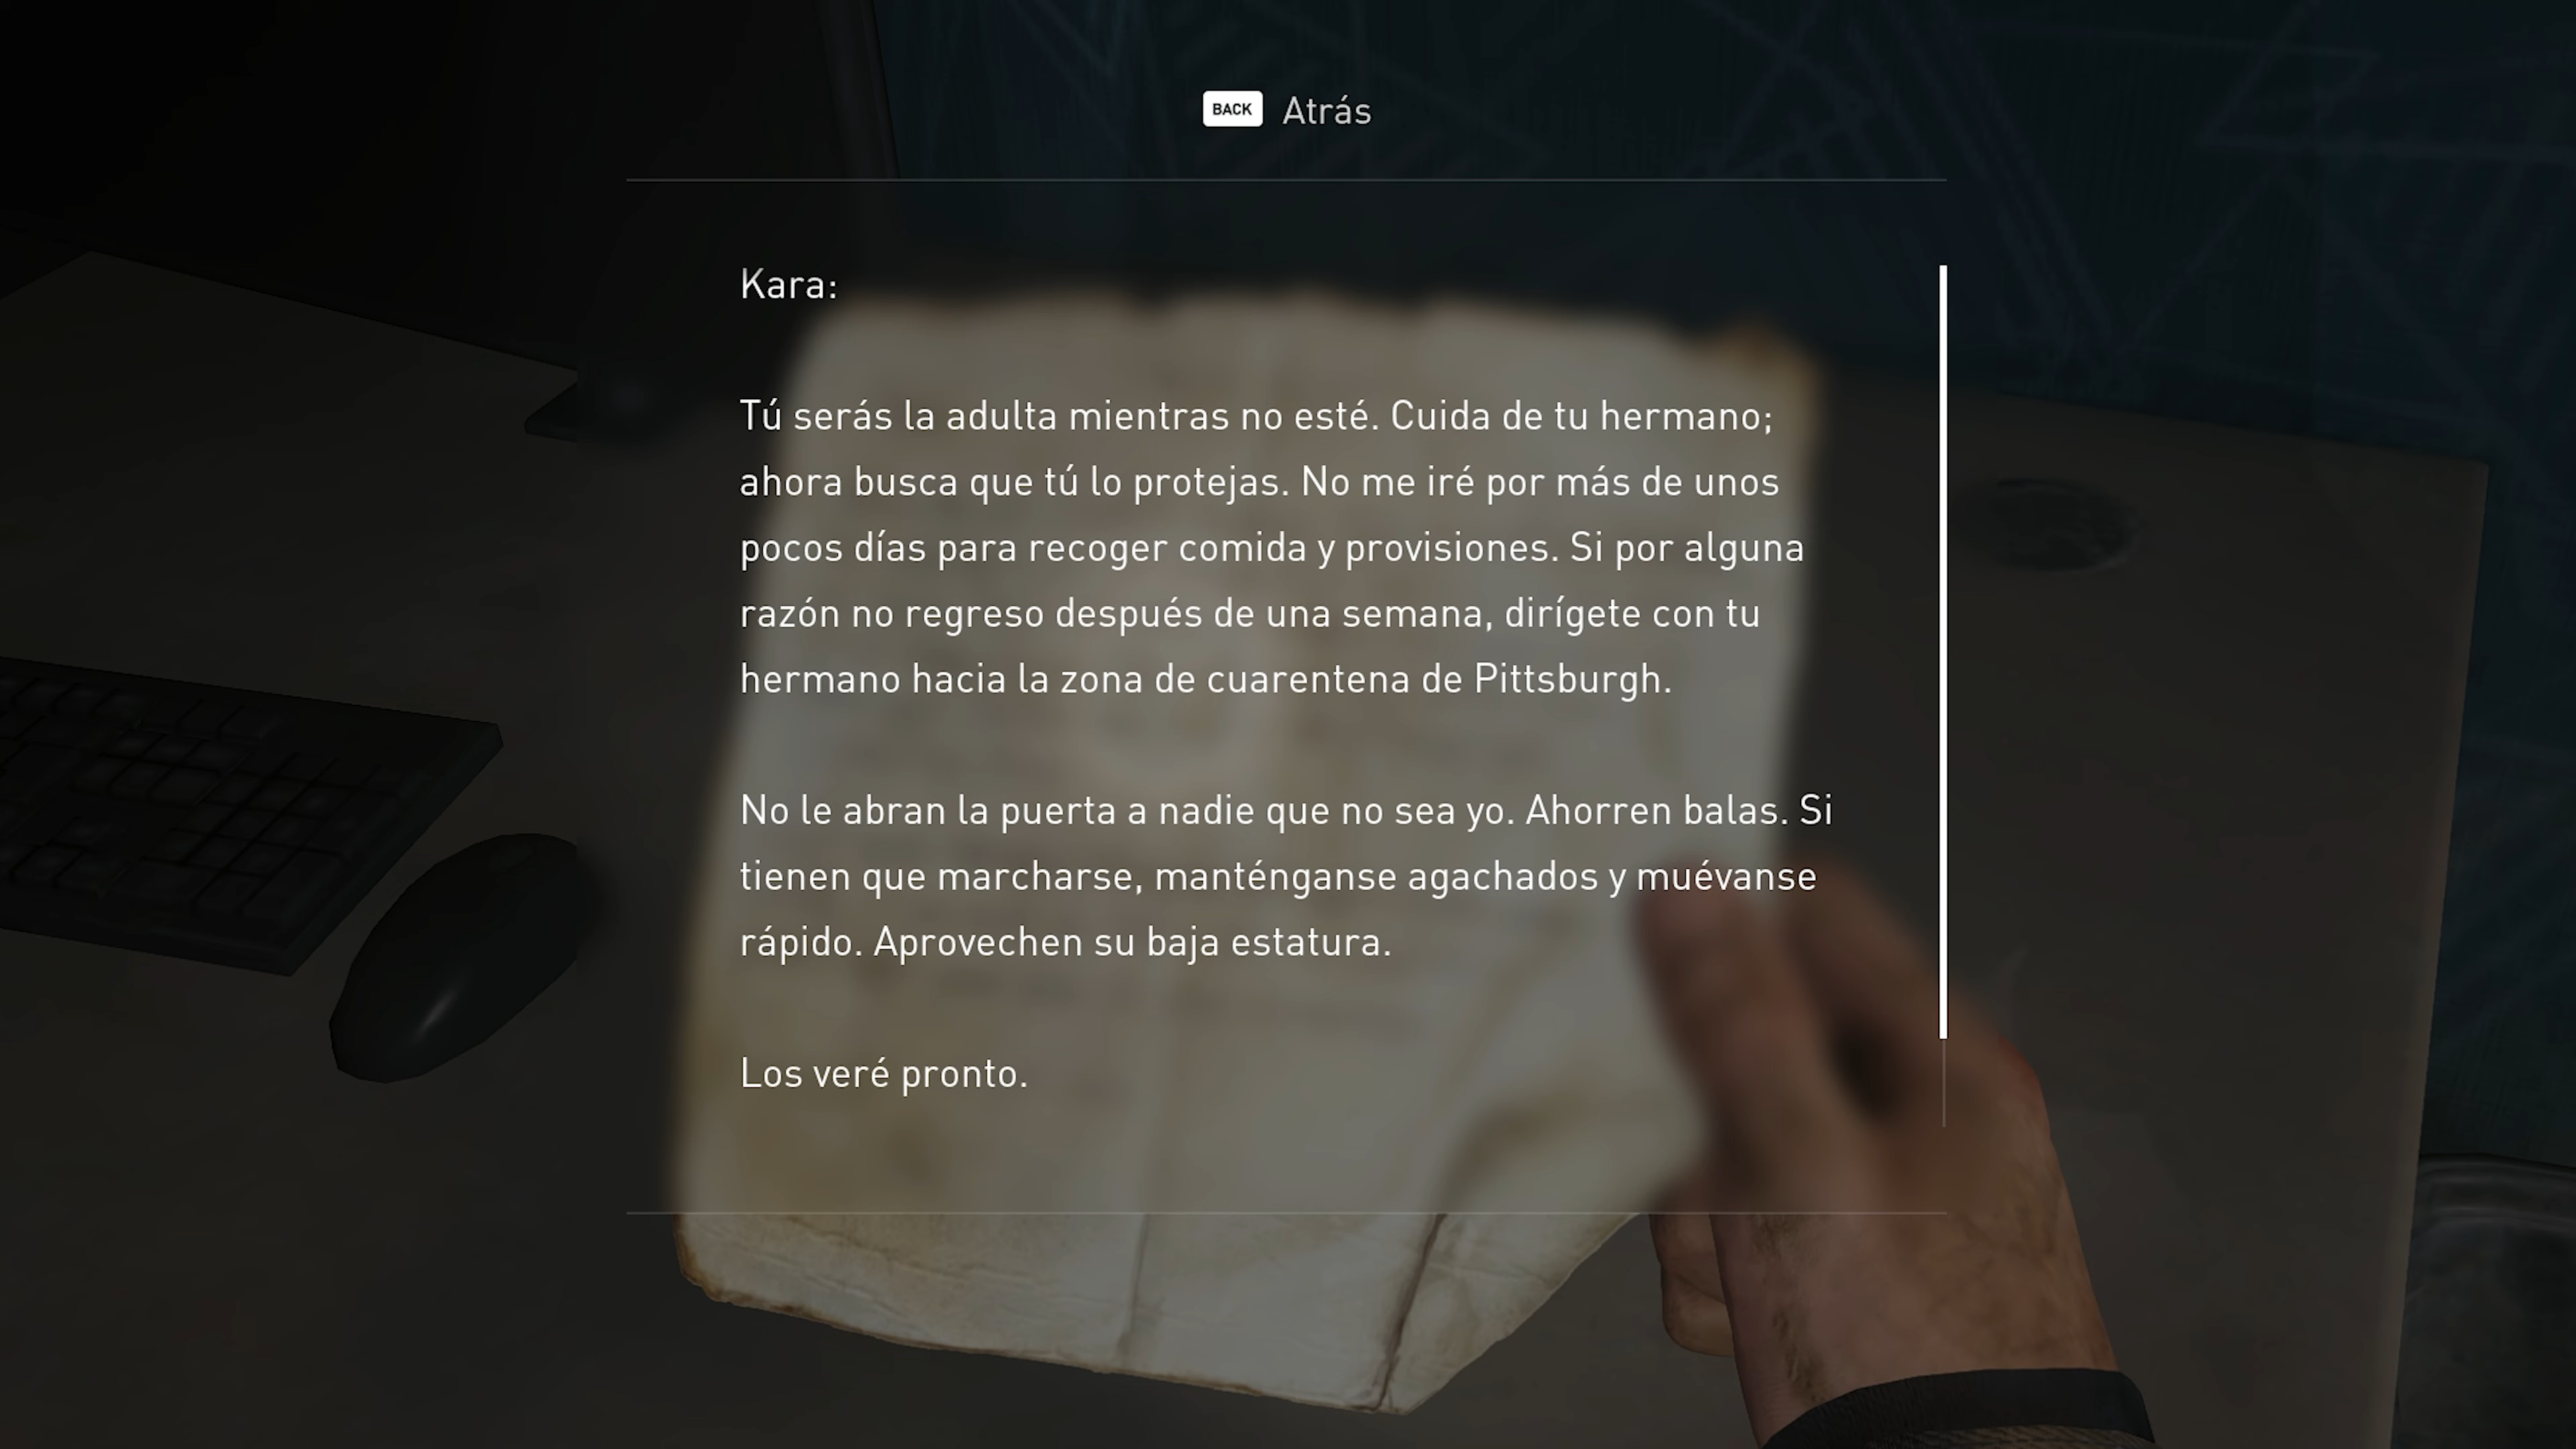 BACK Atrás
Kara:
Tú serás la adulta mientras no esté. Cuida de tu hermano;
ahora busca que tú lo protejas. No me iré por más de unos
pocos días para recoger comida y provisiones. Si por alguna
razón no regreso después de una semana, dirígete con tu
hermano hacia la zona de cuarentena de Pittsburgh.
No le abran la puerta a nadie que no sea yo. Ahorren balas. Si
tienen que marcharse, manténganse agachados y muévanse
rápido. Aprovechen su baja estatura.
Los veré pronto.